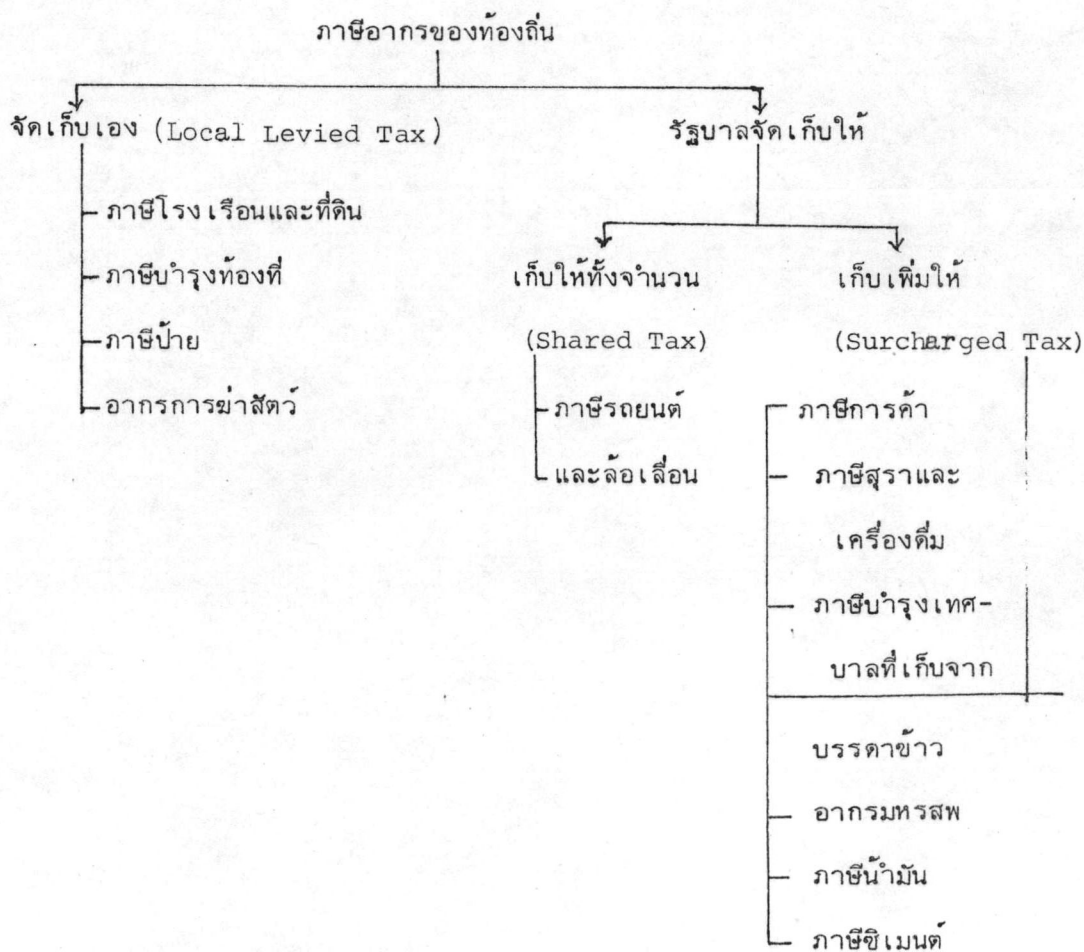 ภาษีอากรของท้องถิ่น
จัดเก็บเอง (Local Levied Tax)
รัฐบาลจัดเก็บให้
ภาษีโรงเรือนและที่ดิน
ภาษีบำรุงท้องที่
ภาษีป้าย
อากรการฆ่าสัตว์
เก็บให้ทั้งจำนวน
(Shared Tax)
ภาษีรถยนต์
และล้อเลื่อน
เก็บเพิ่มให้
(Surcharged Tax)
ภาษีการค้า
ภาษีสุราและ
เครื่องดื่ม
ภาษีบำรุงเทศ-
บาลที่เก็บจาก
บรรดาข้าว
อากรมหรสพ
ภาษีน้ำมัน
ภาษีซิเมนต์